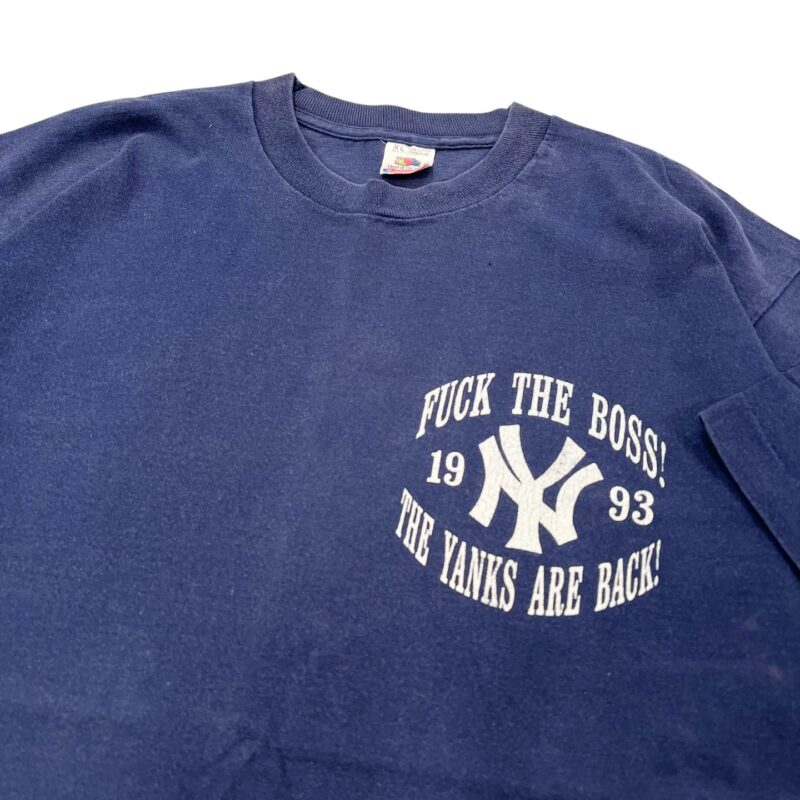 XL
FUCK THE BOSS!
19 NY 93
THE YANKS ARE BACK!